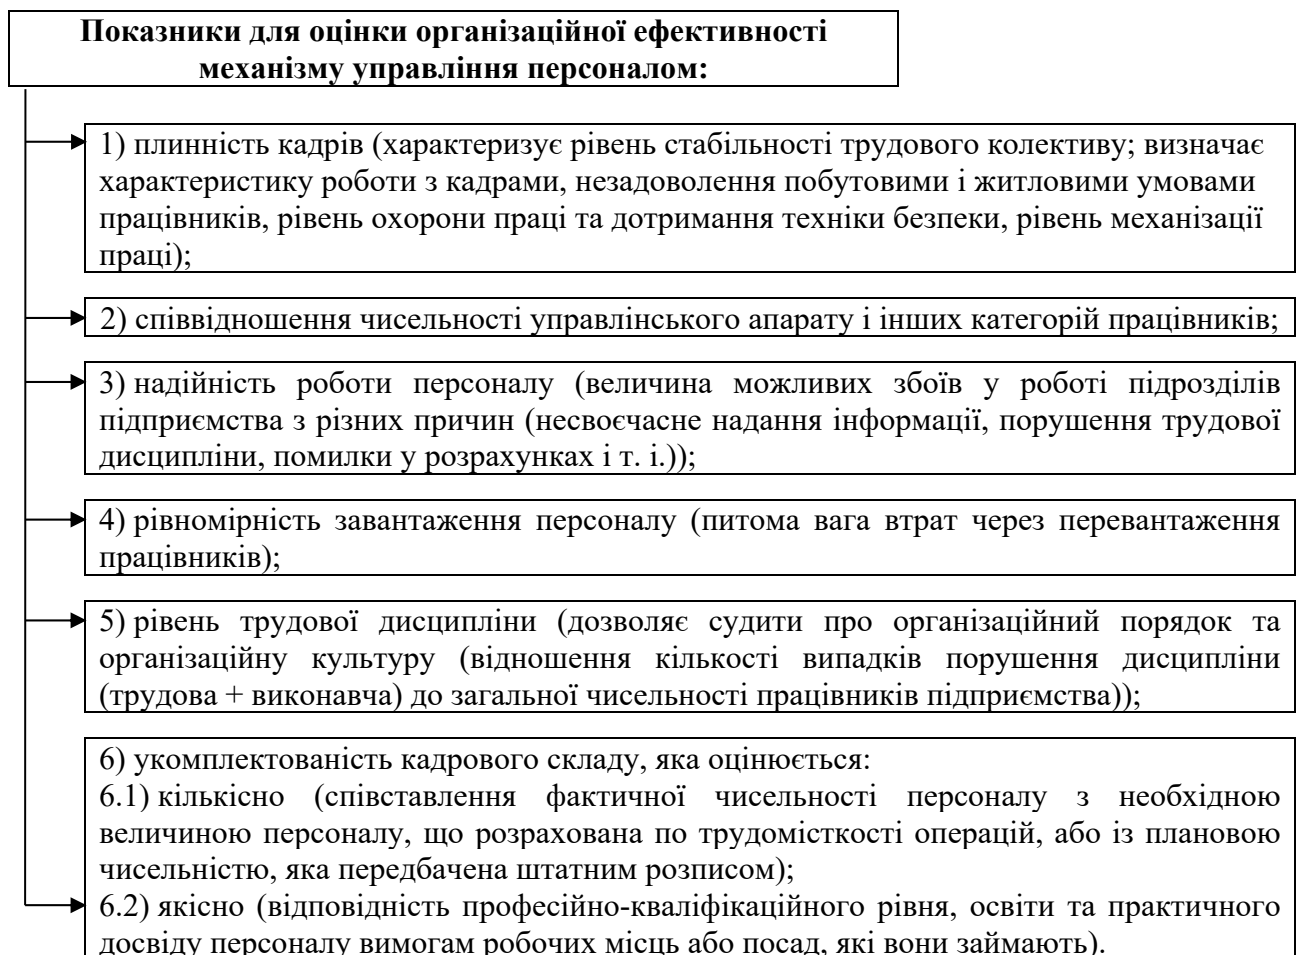 Показники для оцінки організаційної ефективності
механізму управління персоналом:
1) плинність кадрів (характеризує рівень стабільності трудового колективу; визначає
характеристику роботи з кадрами, незадоволення побутовими і житловими умовами
працівників, рівень охорони праці та дотримання техніки безпеки, рівень механізації
праці);
2) співвідношення чисельності управлінського апарату і інших категорій працівників;
3) надійність роботи персоналу (величина можливих збоїв у роботі підрозділів
підприємства з різних причин (несвоєчасне надання інформації, порушення трудової
дисципліни, помилки у розрахунках і т. і.));
4) рівномірність завантаження персоналу (питома вага втрат через перевантаження
працівників);
5) рівень трудової дисципліни (дозволяє судити про організаційний порядок та
організаційну культуру (відношення кількості випадків порушення дисципліни
(трудова + виконавча) до загальної чисельності працівників підприємства));
6) укомплектованість кадрового складу, яка оцінюється:
6.1) кількісно (співставлення фактичної чисельності персоналу з необхідною
величиною персоналу, що розрахована по трудомісткості операцій, або із плановою
чисельністю, яка передбачена штатним розписом);
6.2) якісно (відповідність професійно-кваліфікаційного рівня, освіти та практичного
досвіду персоналу вимогам робочих місць або посад, які вони займають).